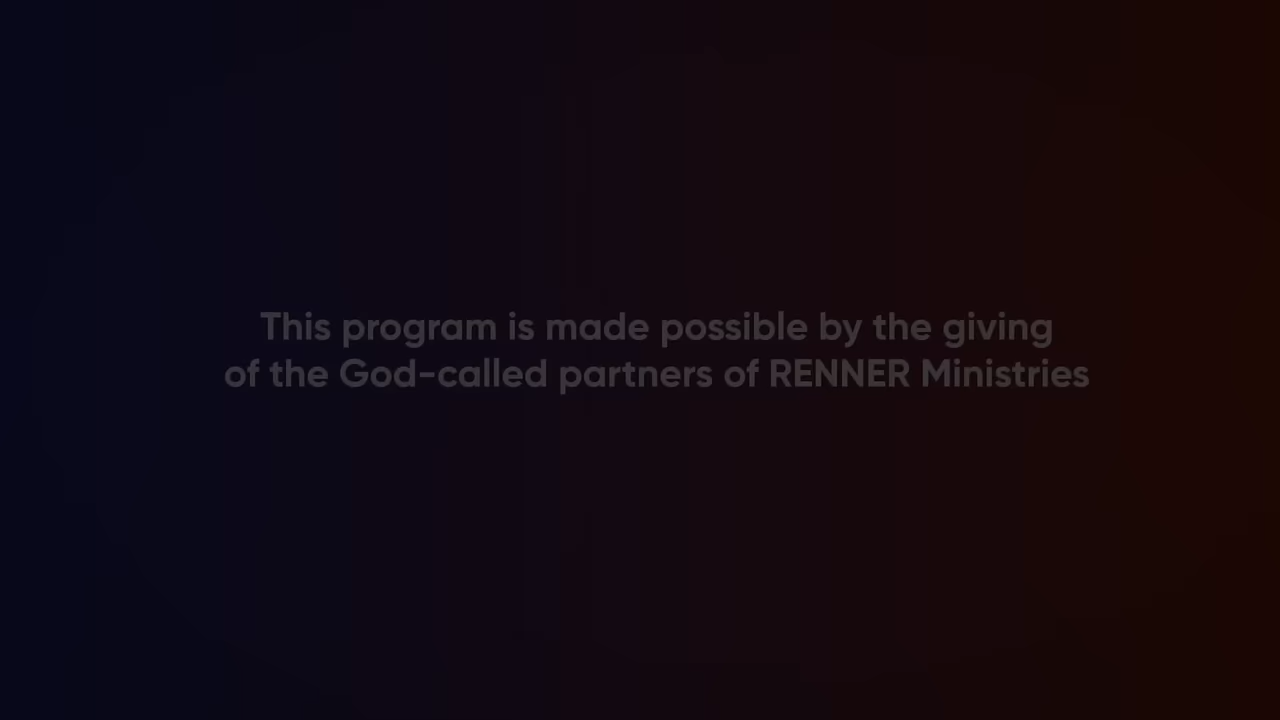 This program is made possible by the giving
of the God-called partners of RENNER Ministries